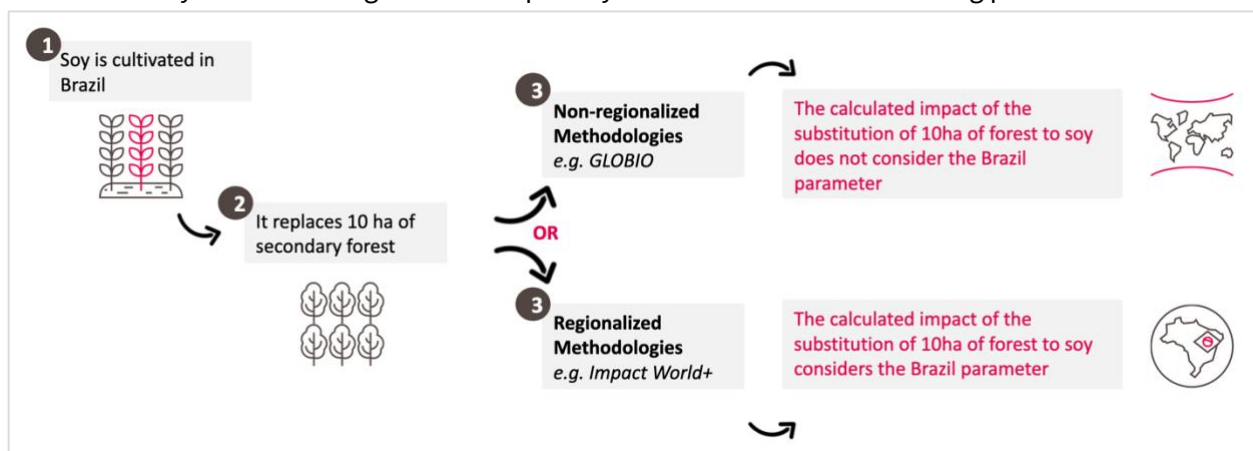 1
Soy is cultivated in
Brazil
2
It replaces 10 ha of
secondary forest
OR
3
Non-regionalized
Methodologies
e.g. GLOBIO
The calculated impact of the
substitution of 10ha of forest to soy
does not consider the Brazil
parameter
3
Regionalized
Methodologies
e.g. Impact World+
The calculated impact of the
substitution of 10ha of forest to soy
considers the Brazil parameter